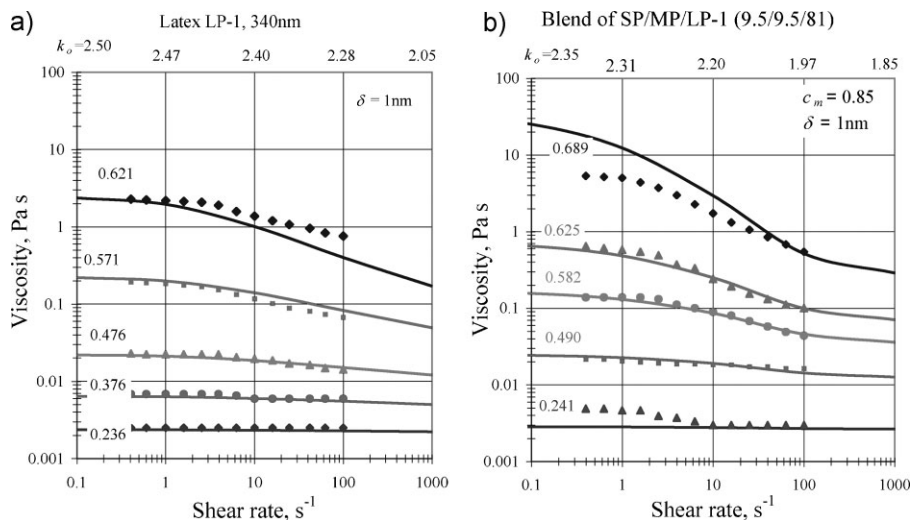 a) Latex LP-1, 340nm
kₒ=2.50 2.47 2.40 2.28 2.05
100
10
1
0.1
0.01
0.001
Viscosity, Pa s
δ = 1nm
0.621
0.571
0.476
0.376
0.236
0.1 1 10 100 1000
Shear rate, s⁻¹
b) Blend of SP/MP/LP-1 (9.5/9.5/81)
kₒ=2.35 2.31 2.20 1.97 1.85
100
10
1
0.1
0.01
0.001
Viscosity, Pa s
cₘ = 0.85
δ = 1nm
0.689
0.625
0.582
0.490
0.241
0.1 1 10 100 1000
Shear rate, s⁻¹